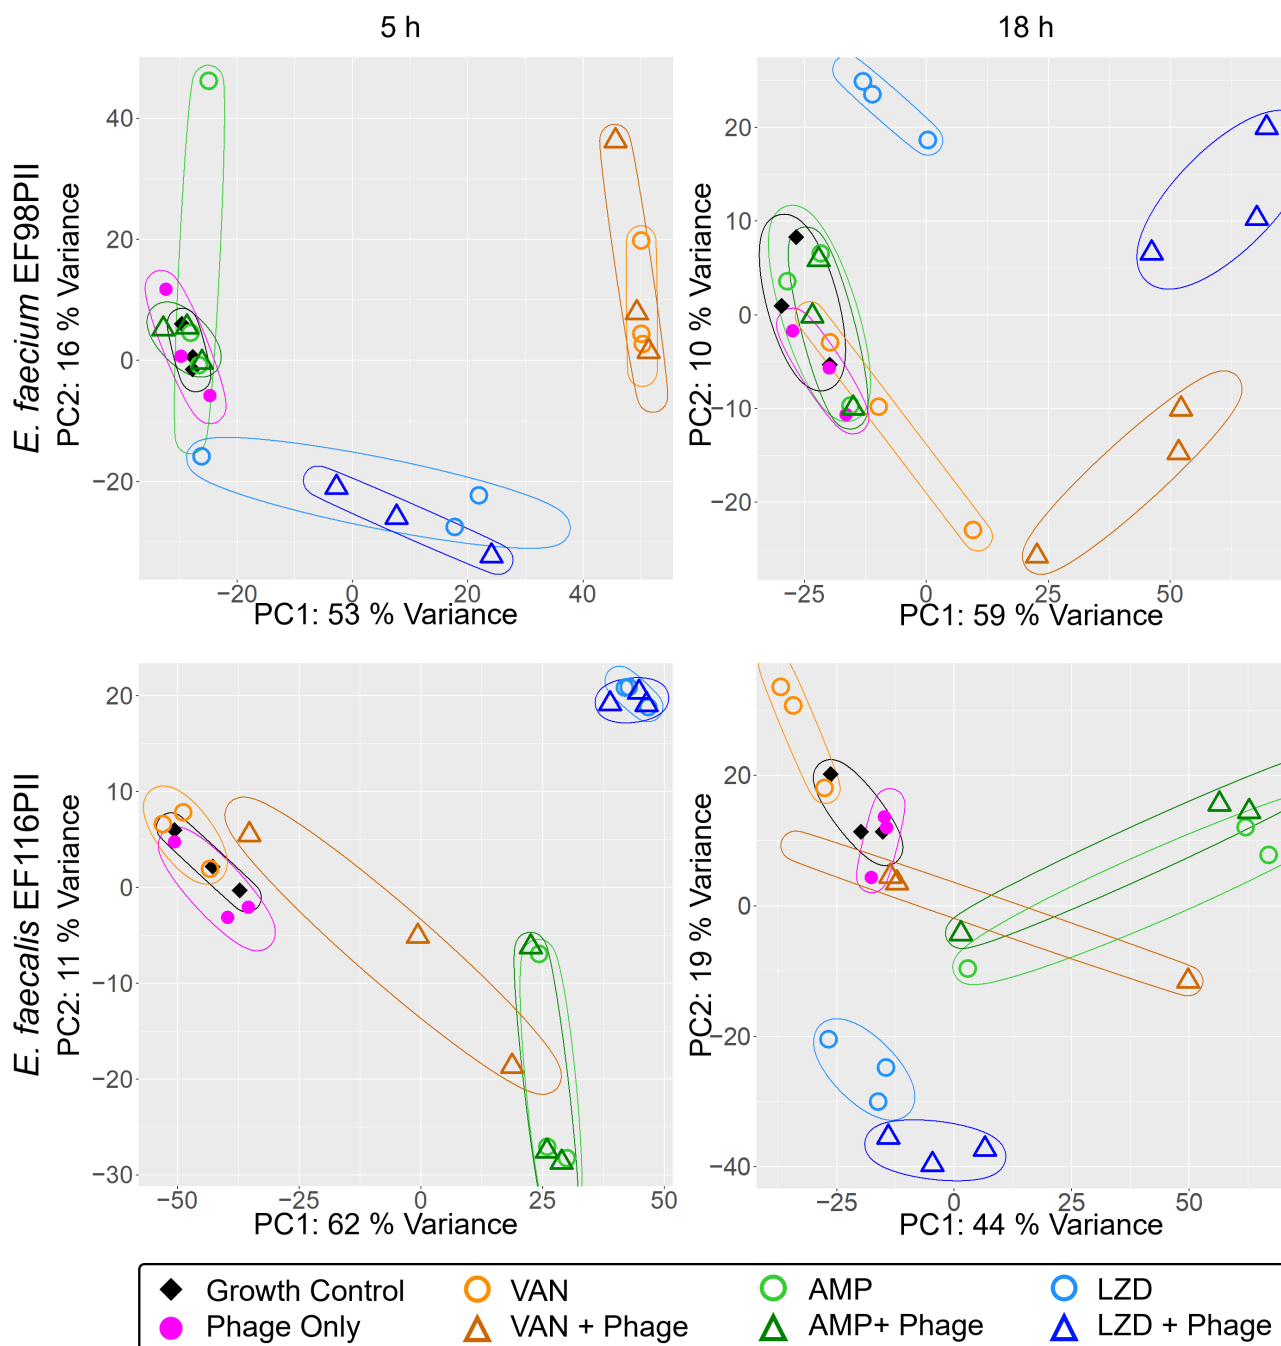 5 h
18 h
E. faecium EF98PII
PC2: 16 % Variance
40
20
0
−20
−20
0
20
40
PC1: 53 % Variance
PC2: 10 % Variance
20
10
0
−10
−20
−25
0
25
50
PC1: 59 % Variance
E. faecalis EF116PII
PC2: 11 % Variance
20
10
0
−10
−20
−30
−50
−25
0
25
50
PC1: 62 % Variance
PC2: 19 % Variance
20
0
−20
−40
−25
0
25
50
PC1: 44 % Variance
Growth Control
VAN
AMP
LZD
Phage Only
VAN + Phage
AMP+ Phage
LZD + Phage